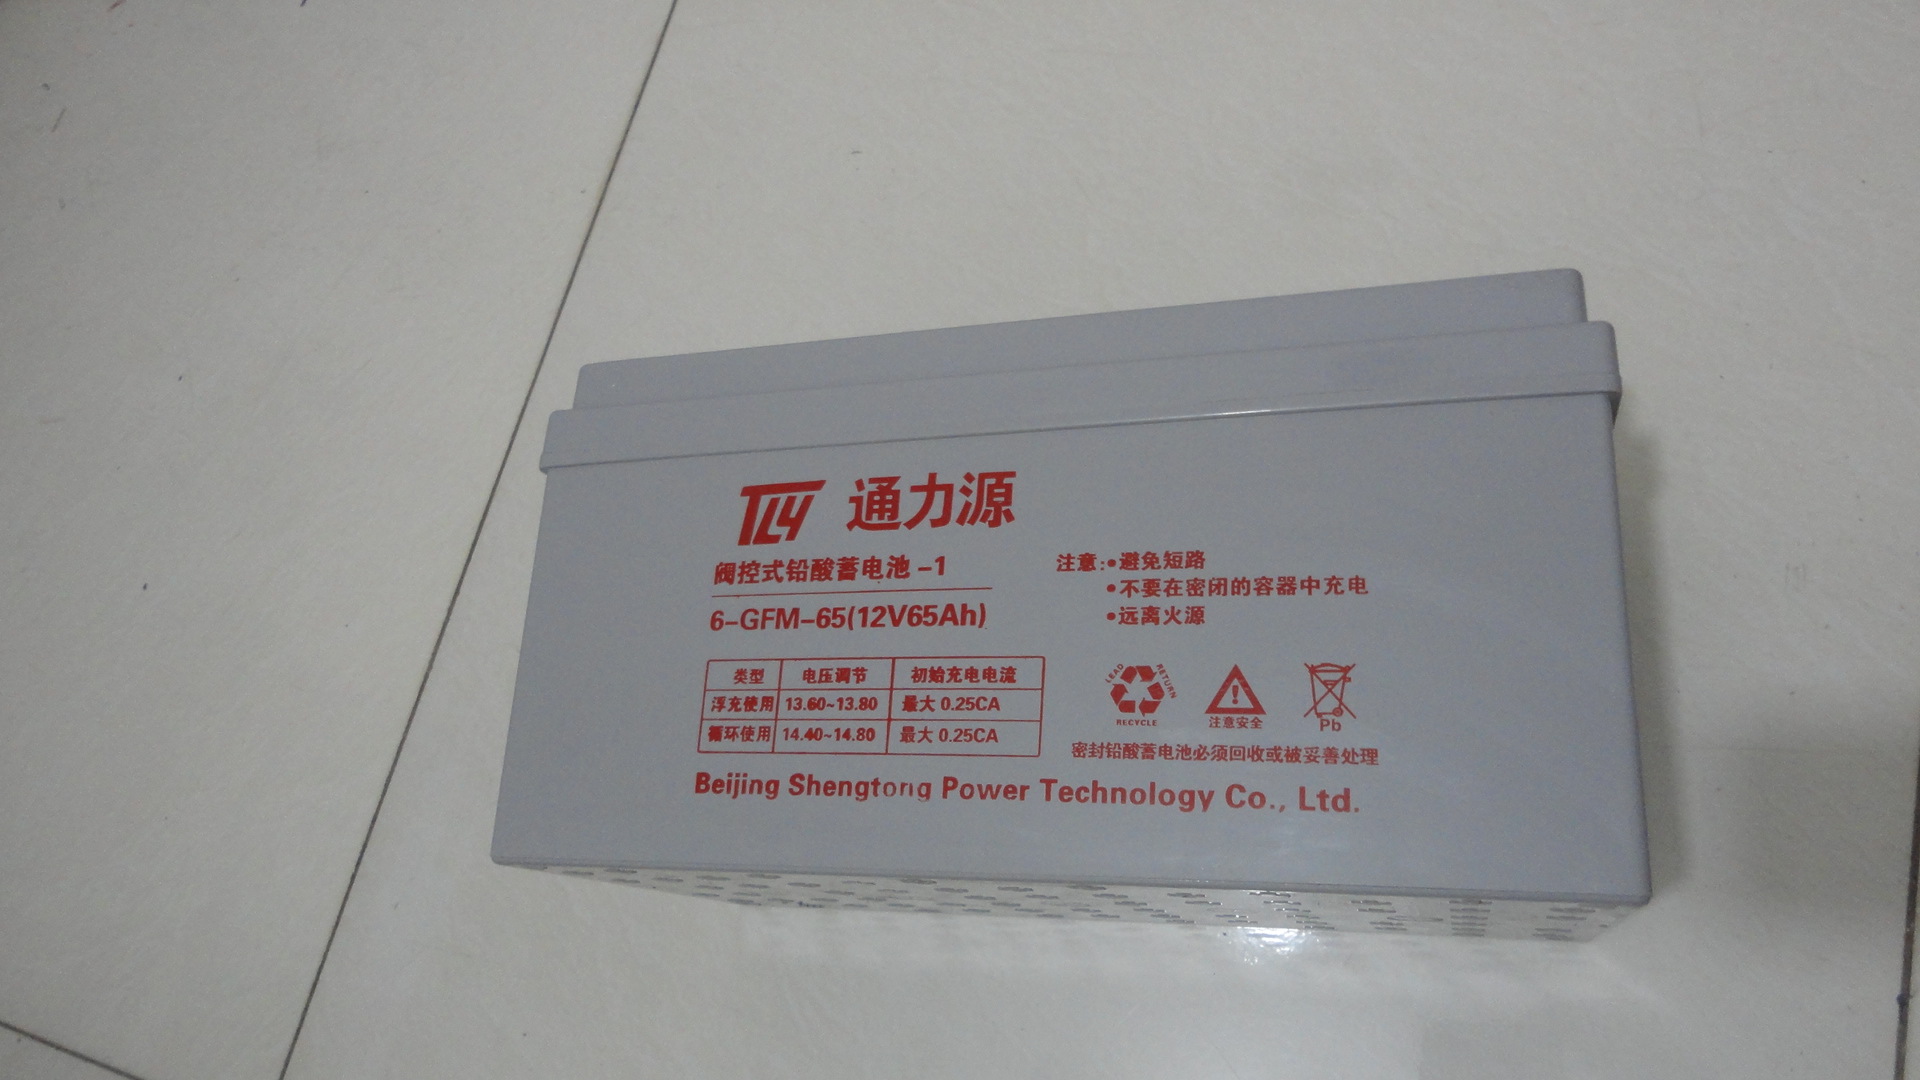 TLY 通力源
阀控式铅酸蓄电池 -1
6-GFM-65(12V65Ah)
类型 电压调节 初始充电电流
浮充使用 13.60~13.80 最大 0.25CA
循环使用 14.40~14.80 最大 0.25CA
注意:•避免短路
•不要在密闭的容器中充电
•远离火源
LEAD RETURN
RECYCLE
注意安全
Pb
密封铅酸蓄电池必须回收或被妥善处理
Beijing Shengtong Power Technology Co., Ltd.